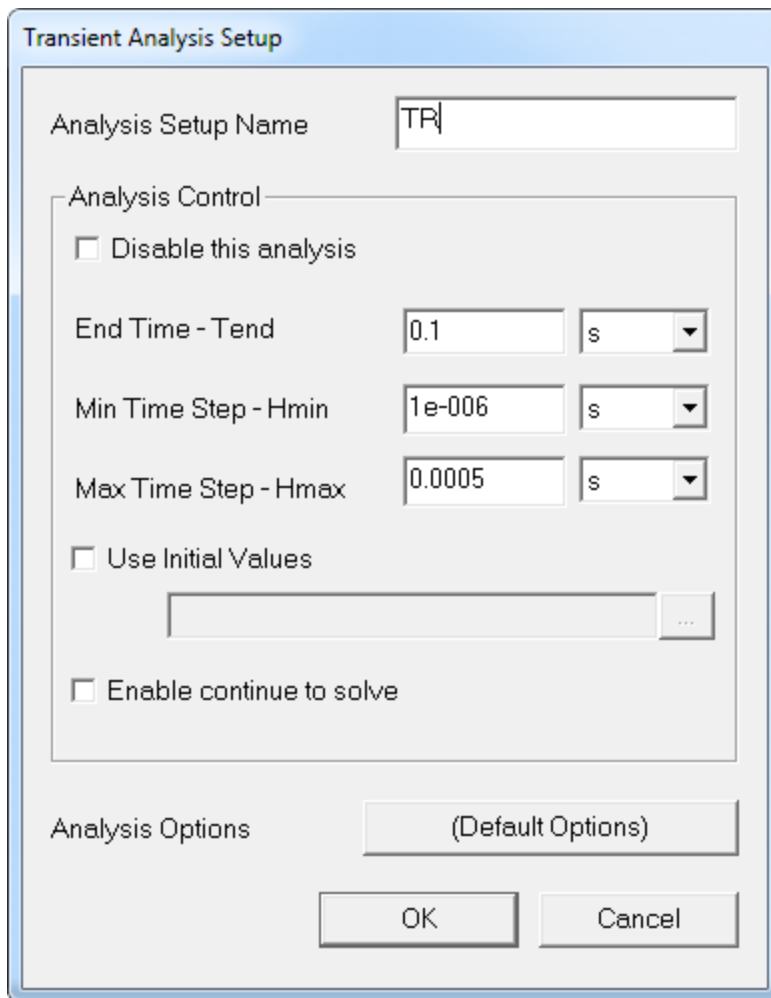 Transient Analysis Setup
Analysis Setup Name TR
Analysis Control
Disable this analysis
End Time - Tend 0.1 s
Min Time Step - Hmin 1e-006 s
Max Time Step - Hmax 0.0005 s
Use Initial Values
...
Enable continue to solve
Analysis Options (Default Options)
OK Cancel